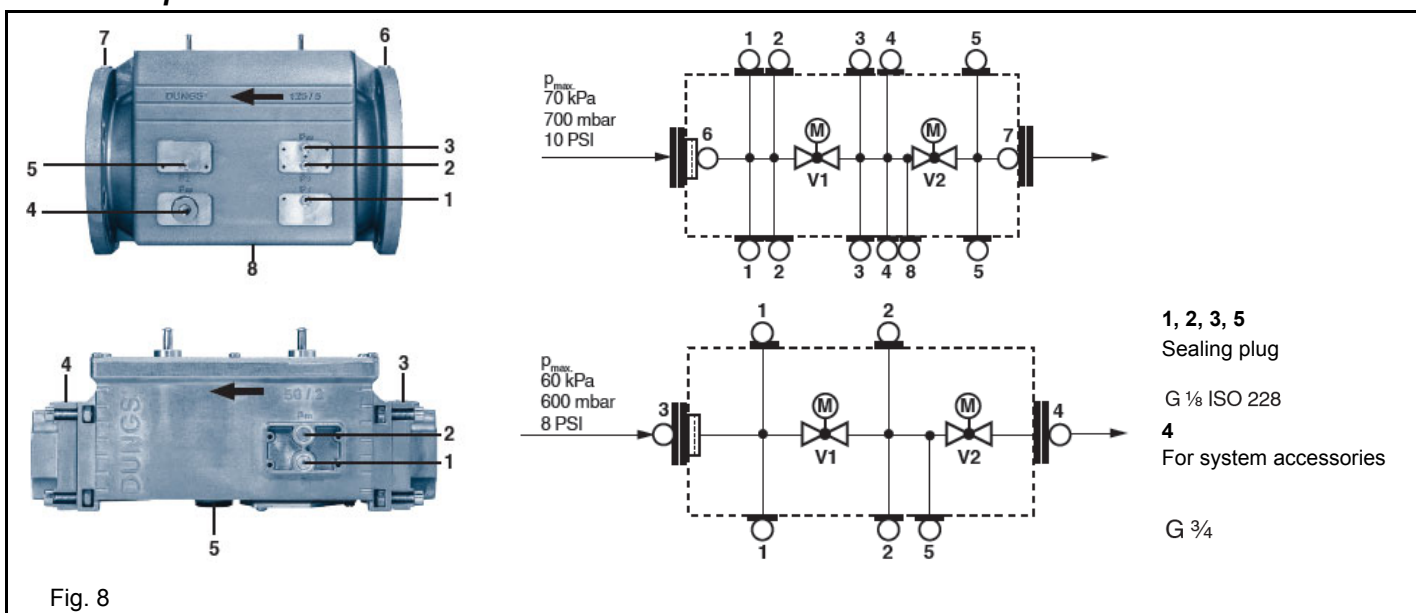 7
6
DUNGS
125/5
3
2
5
4
1
8
1 2 3 4 5
Pmax.
70 kPa
700 mbar
10 PSI
6
M
M
7
V1
V2
1 2 3 4 8 5
4
3
DUNGS
50 / 2
2
1
5
1 2
Pmax.
60 kPa
600 mbar
8 PSI
3
M
M
4
V1
V2
1 2 5
1, 2, 3, 5
Sealing plug
G ⅛ ISO 228
4
For system accessories
G ¾
Fig. 8